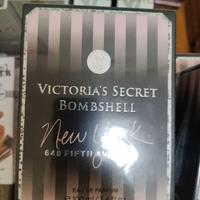 VICTORIA'S SECRET
BOMBSHELL
New York
640 FIFTH AVENUE
EAU DE PARFUM